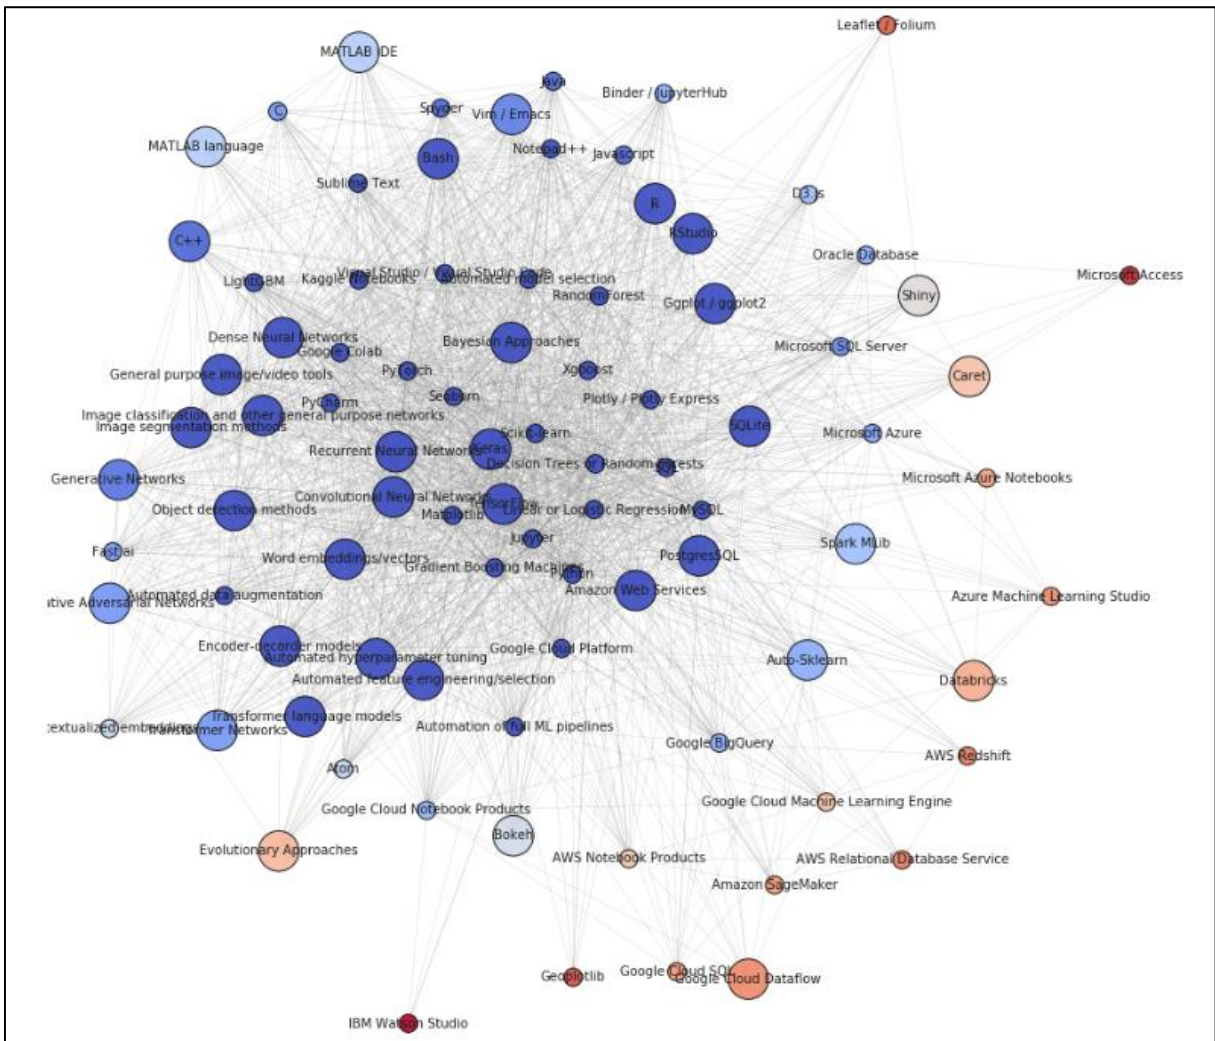 Leaflet / Folium
MATLAB IDE
Java
Binder / JupyterHub
Spyder
C
Vim / Emacs
MATLAB language
Notepad++
Javascript
Bash
Sublime Text
D3.js
R
RStudio
C++
Oracle Database
Visual Studio / Visual Studio Code
Microsoft Access
LightGBM
Kaggle Notebooks
Automated model selection
RandomForest
Shiny
Ggplot / ggplot2
Dense Neural Networks
Bayesian Approaches
Microsoft SQL Server
Google Colab
General purpose image/video tools
PyTorch
Xgboost
Caret
Seaborn
Plotly / Plotly Express
PyCharm
Image classification and other general purpose networks
Image segmentation methods
SQLite
Scikit-learn
Microsoft Azure
Recurrent Neural Networks
Keras
Decision Trees or Random Forests
SQL
Generative Networks
Microsoft Azure Notebooks
Convolutional Neural Networks
TensorFlow
Object detection methods
Matplotlib
Linear or Logistic Regression
MySQL
Jupyter
Spark MLib
Fast.ai
Word embeddings/vectors
PostgresSQL
Gradient Boosting Machines
Python
Amazon Web Services
Automated data augmentation
Azure Machine Learning Studio
tive Adversarial Networks
Encoder-decorder models
Google Cloud Platform
Automated hyperparameter tuning
Auto-Sklearn
Automated feature engineering/selection
Databricks
Transformer language models
textualized embeddings
Transformer Networks
Automation of full ML pipelines
Google BigQuery
AWS Redshift
Atom
Google Cloud Machine Learning Engine
Google Cloud Notebook Products
Bokeh
Evolutionary Approaches
AWS Notebook Products
AWS Relational Database Service
Amazon SageMaker
Geoplotlib
Google Cloud SQL
Google Cloud Dataflow
IBM Watson Studio